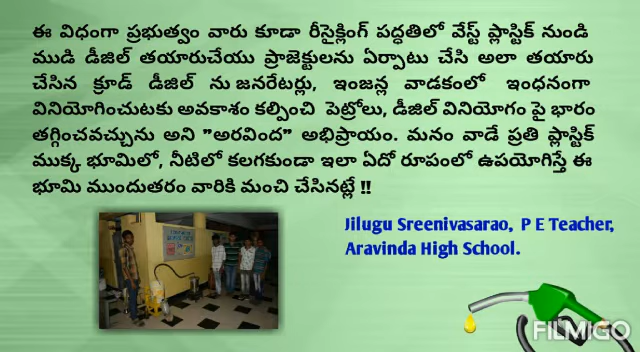 ఈ విధంగా ప్రభుత్వం వారు కూడా రీసైక్లింగ్ పద్ధతిలో వేస్ట్ ప్లాస్టిక్ నుండి
ముడి డీజిల్ తయారుచేయు ప్రాజెక్టులను ఏర్పాటు చేసి అలా తయారు
చేసిన క్రూడ్ డీజిల్ ను జనరేటర్లు, ఇంజన్ల వాడకంలో ఇంధనంగా
వినియోగించుటకు అవకాశం కల్పించి పెట్రోలు, డీజిల్ వినియోగం పై భారం
తగ్గించవచ్చును అని "అరవింద" అభిప్రాయం. మనం వాడే ప్రతి ప్లాస్టిక్
ముక్క భూమిలో, నీటిలో కలగకుండా ఇలా ఏదో రూపంలో ఉపయోగిస్తే ఈ
భూమి ముందుతరం వారికి మంచి చేసినట్లే !!
Jilugu Sreenivasarao, P E Teacher,
Aravinda High School.
FILMIGO